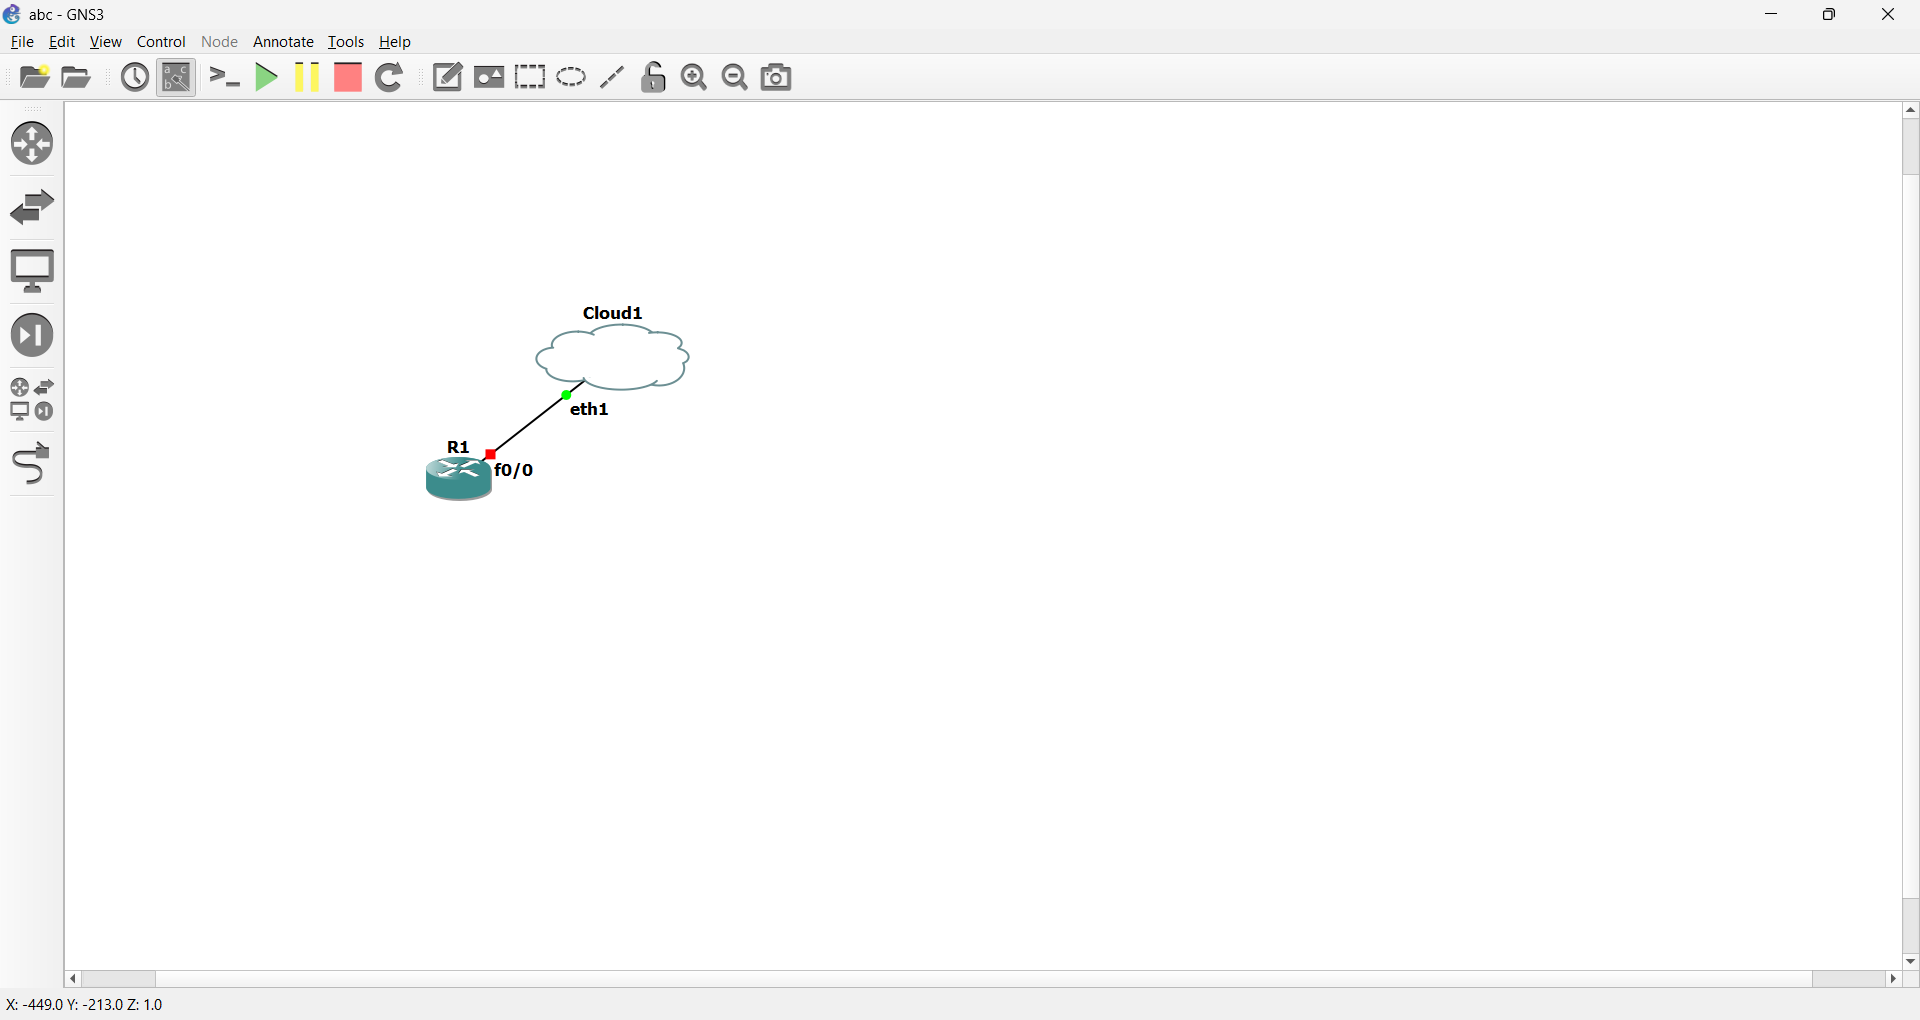 abc - GNS3
File Edit View Control Node Annotate Tools Help
Cloud1
eth1
R1
f0/0
X: -449.0 Y: -213.0 Z: 1.0